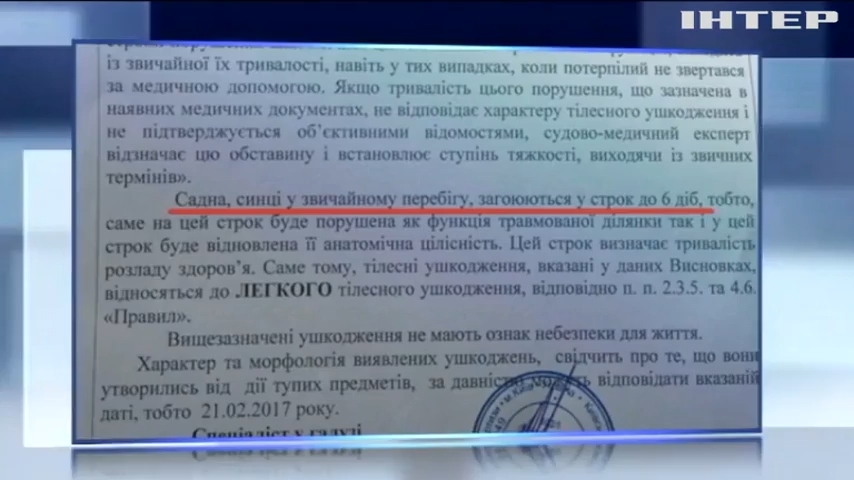 ІНТЕР
із звичайної їх тривалості, навіть у тих випадках, коли потерпілий не звертався
за медичною допомогою. Якщо тривалість цього порушення, що зазначена в
наявних медичних документах, не відповідає характеру тілесного ушкодження і
не підтверджується об’єктивними відомостями, судово-медичний експерт
відзначає цю обставину і встановлює ступінь тяжкості, виходячи із звичних
термінів».
Садна, синці у звичайному перебігу, загоюються у строк до 6 діб, тобто,
саме на цей строк буде порушена як функція травмованої ділянки так і у цей
строк буде відновлена її анатомічна цілісність. Цей строк визначає тривалість
розладу здоров’я. Саме тому, тілесні ушкодження, вказані у даних Висновках,
відносяться до ЛЕГКОГО тілесного ушкодження, відповідно п. п. 2.3.5. та 4.6.
«Правил».
Вищезазначені ушкодження не мають ознак небезпеки для життя.
Характер та морфологія виявлених ушкоджень, свідчить про те, що вони
утворились від дії тупих предметів, за давністю можуть відповідати вказаній
даті, тобто 21.02.2017 року.
Спеціаліст у галузі